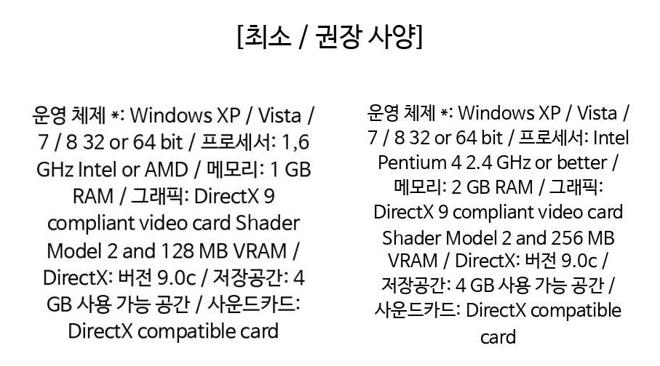 [최소 / 권장 사양]
운영 체제 *: Windows XP / Vista /
7 / 8 32 or 64 bit / 프로세서: 1,6
GHz Intel or AMD / 메모리: 1 GB
RAM / 그래픽: DirectX 9
compliant video card Shader
Model 2 and 128 MB VRAM /
DirectX: 버전 9.0c / 저장공간: 4
GB 사용 가능 공간 / 사운드카드:
DirectX compatible card
운영 체제 *: Windows XP / Vista /
7 / 8 32 or 64 bit / 프로세서: Intel
Pentium 4 2.4 GHz or better /
메모리: 2 GB RAM / 그래픽:
DirectX 9 compliant video card
Shader Model 2 and 256 MB
VRAM / DirectX: 버전 9.0c /
저장공간: 4 GB 사용 가능 공간 /
사운드카드: DirectX compatible
card